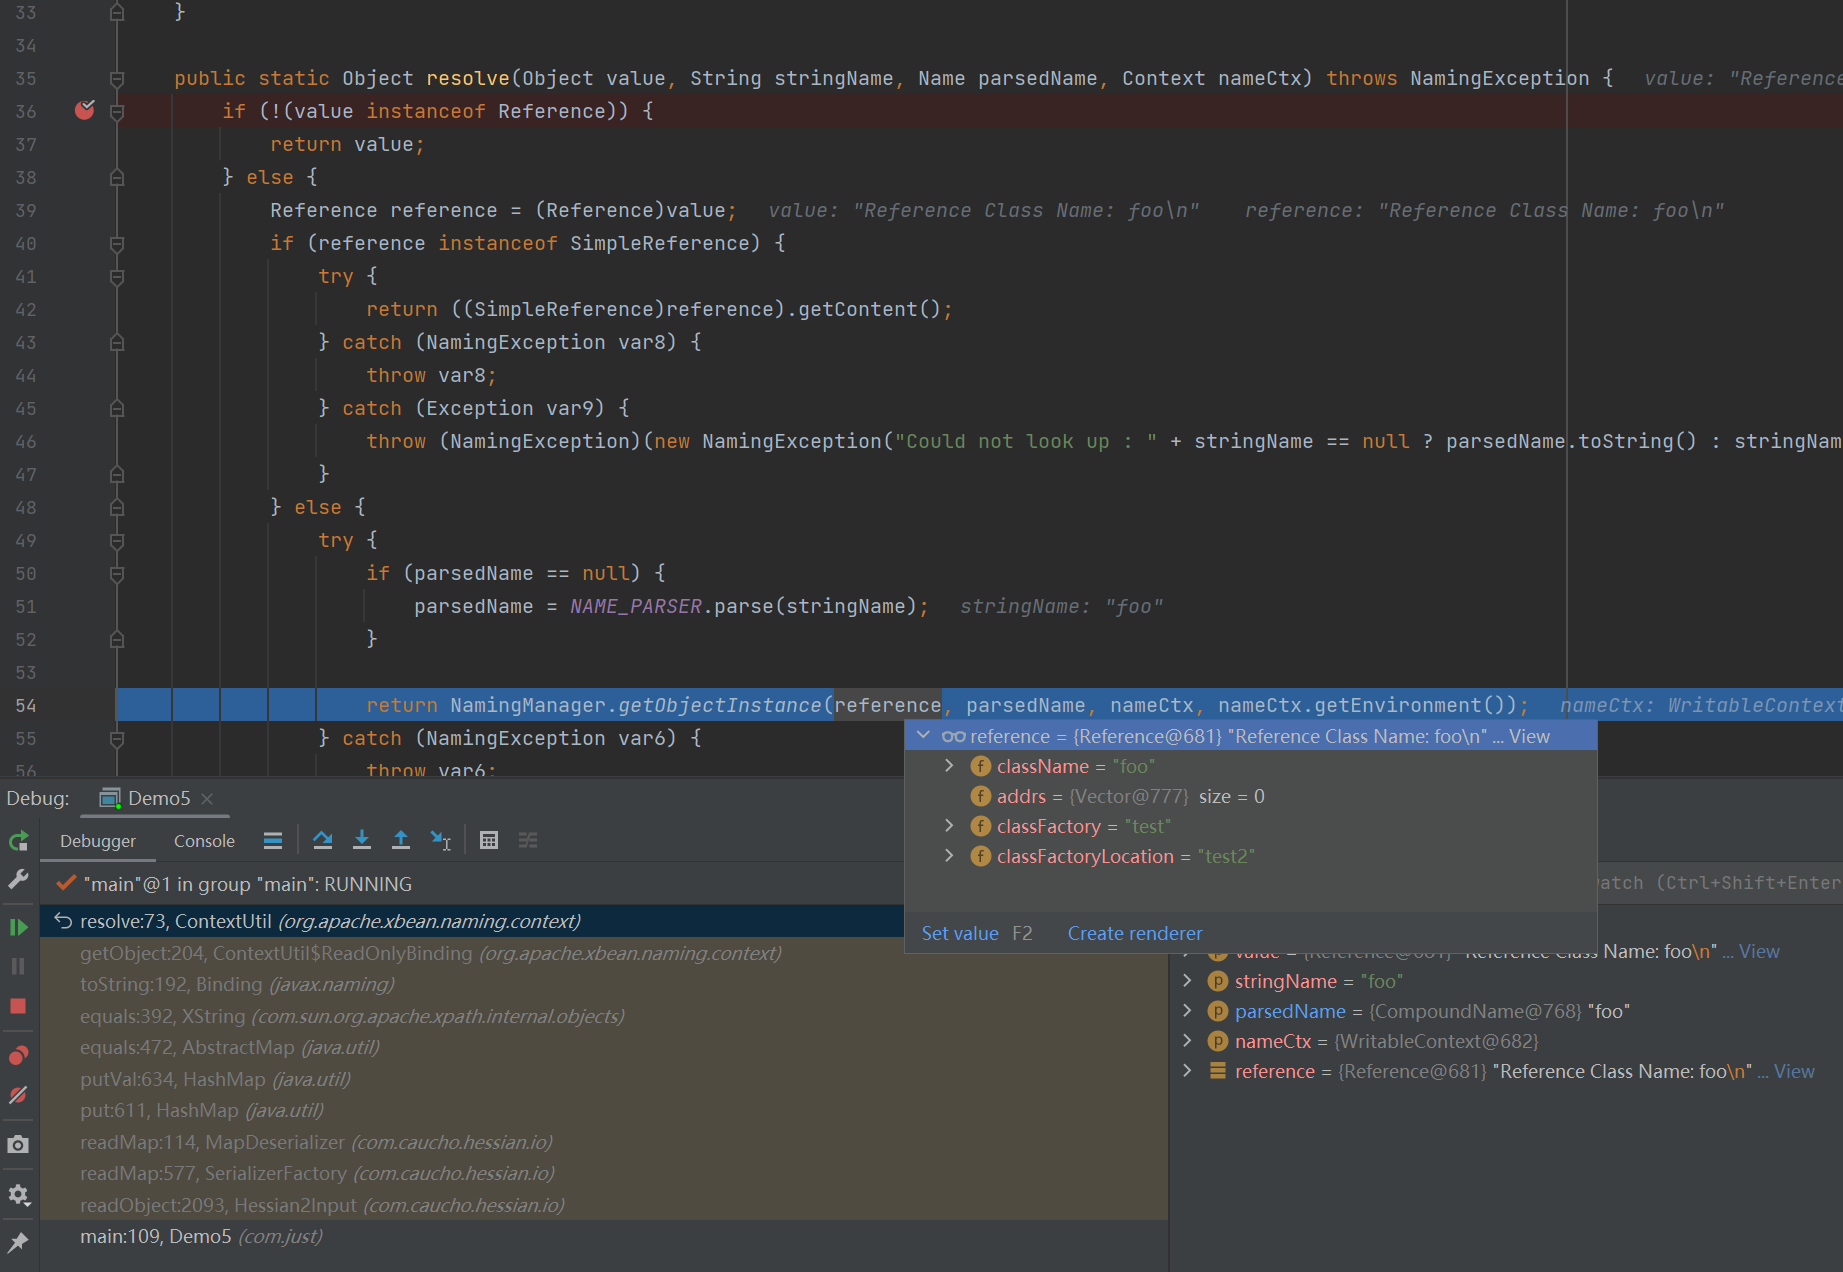 33 }
34
35 public static Object resolve(Object value, String stringName, Name parsedName, Context nameCtx) throws NamingException { value: "Reference
36 if (!(value instanceof Reference)) {
37 return value;
38 } else {
39 Reference reference = (Reference)value; value: "Reference Class Name: foo\n" reference: "Reference Class Name: foo\n"
40 if (reference instanceof SimpleReference) {
41 try {
42 return ((SimpleReference)reference).getContent();
43 } catch (NamingException var8) {
44 throw var8;
45 } catch (Exception var9) {
46 throw (NamingException)(new NamingException("Could not look up : " + stringName == null ? parsedName.toString() : stringNam
47 }
48 } else {
49 try {
50 if (parsedName == null) {
51 parsedName = NAME_PARSER.parse(stringName); stringName: "foo"
52 }
53
54 return NamingManager.getObjectInstance(reference, parsedName, nameCtx, nameCtx.getEnvironment()); nameCtx: WritableContext
55 } catch (NamingException var6) {
56 throw var6;
reference = {Reference@681} "Reference Class Name: foo\n" ... View
className = "foo"
addrs = {Vector@777} size = 0
classFactory = "test"
classFactoryLocation = "test2"
Set value F2 Create renderer
Debug: Demo5
Debugger Console
"main"@1 in group "main": RUNNING
resolve:73, ContextUtil (org.apache.xbean.naming.context)
getObject:204, ContextUtil$ReadOnlyBinding (org.apache.xbean.naming.context)
toString:192, Binding (javax.naming)
equals:392, XString (com.sun.org.apache.xpath.internal.objects)
equals:472, AbstractMap (java.util)
putVal:634, HashMap (java.util)
put:611, HashMap (java.util)
readMap:114, MapDeserializer (com.caucho.hessian.io)
readMap:577, SerializerFactory (com.caucho.hessian.io)
readObject:2093, Hessian2Input (com.caucho.hessian.io)
main:109, Demo5 (com.just)
atch (Ctrl+Shift+Enter
value = {Reference@681} "Reference Class Name: foo\n" ... View
stringName = "foo"
parsedName = {CompoundName@768} "foo"
nameCtx = {WritableContext@682}
reference = {Reference@681} "Reference Class Name: foo\n" ... View